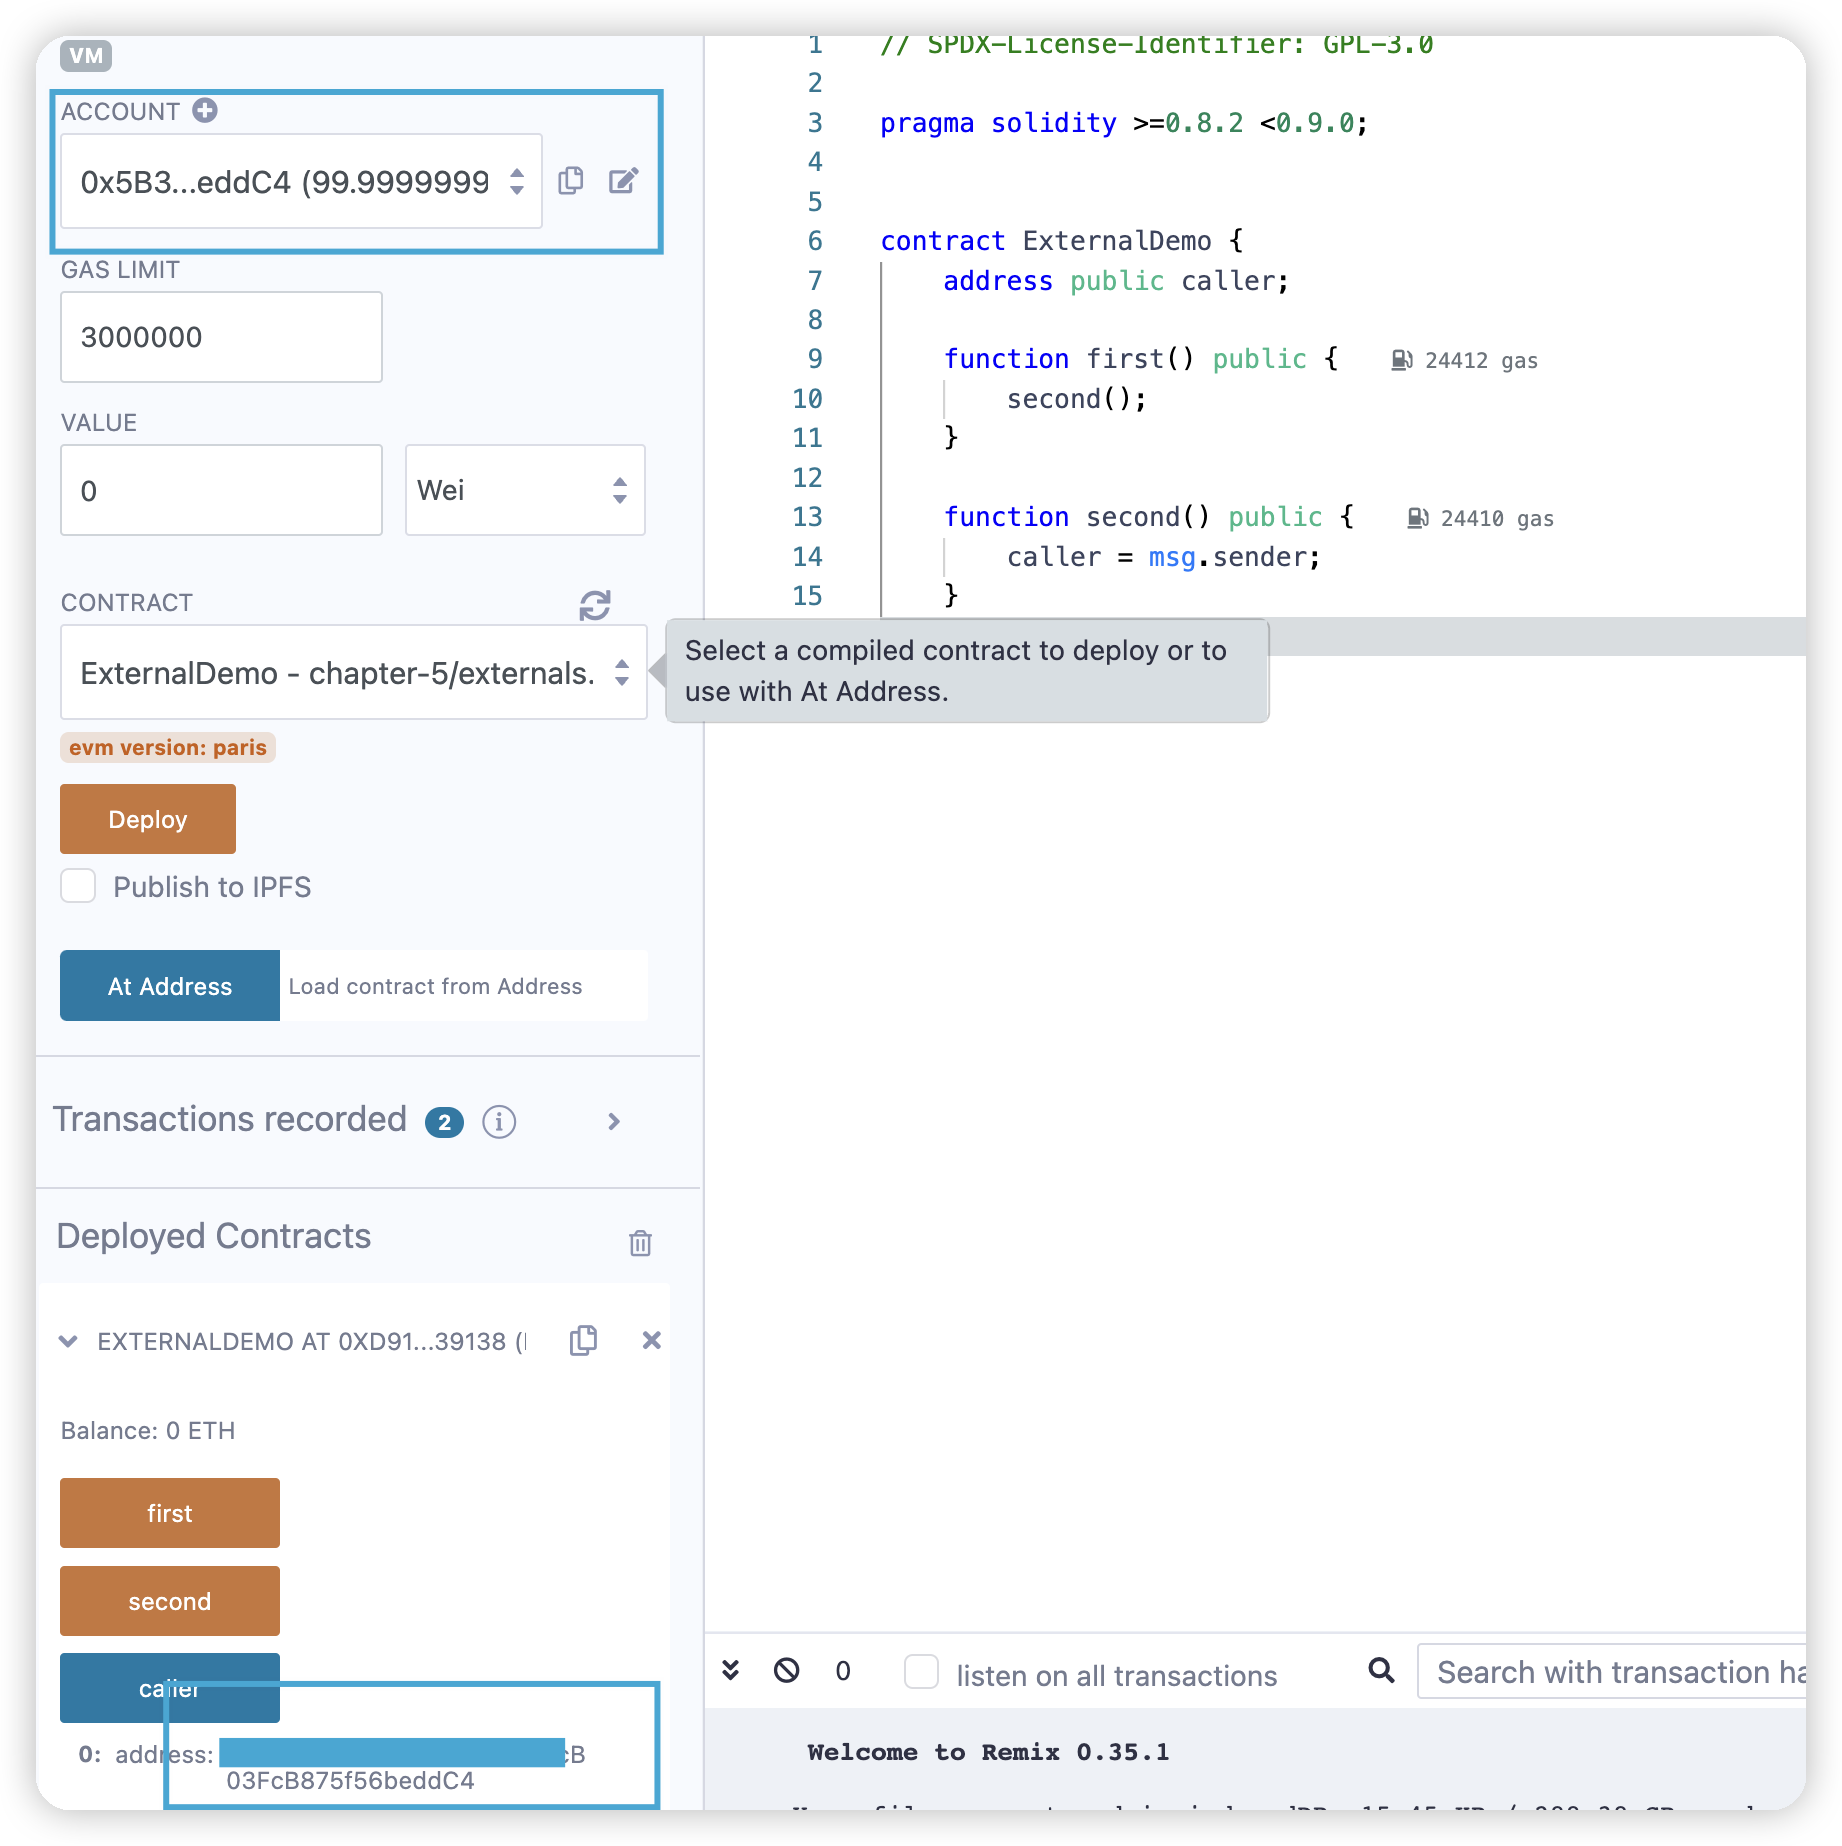 VM
ACCOUNT
0x5B3...eddC4 (99.9999999
GAS LIMIT
3000000
VALUE
0
Wei
CONTRACT
ExternalDemo - chapter-5/externals.
evm version: paris
Deploy
Publish to IPFS
At Address
Load contract from Address
Transactions recorded 2
Deployed Contracts
EXTERNALDEMO AT 0XD91...39138 (
Balance: 0 ETH
first
second
caller
0: address: cB
03FcB875f56beddC4
1 // SPDX-License-Identifier: GPL-3.0
2
3 pragma solidity >=0.8.2 <0.9.0;
4
5
6 contract ExternalDemo {
7 address public caller;
8
9 function first() public { 24412 gas
10 second();
11 }
12
13 function second() public { 24410 gas
14 caller = msg.sender;
15 }
Select a compiled contract to deploy or to
use with At Address.
0
listen on all transactions
Search with transaction ha
Welcome to Remix 0.35.1